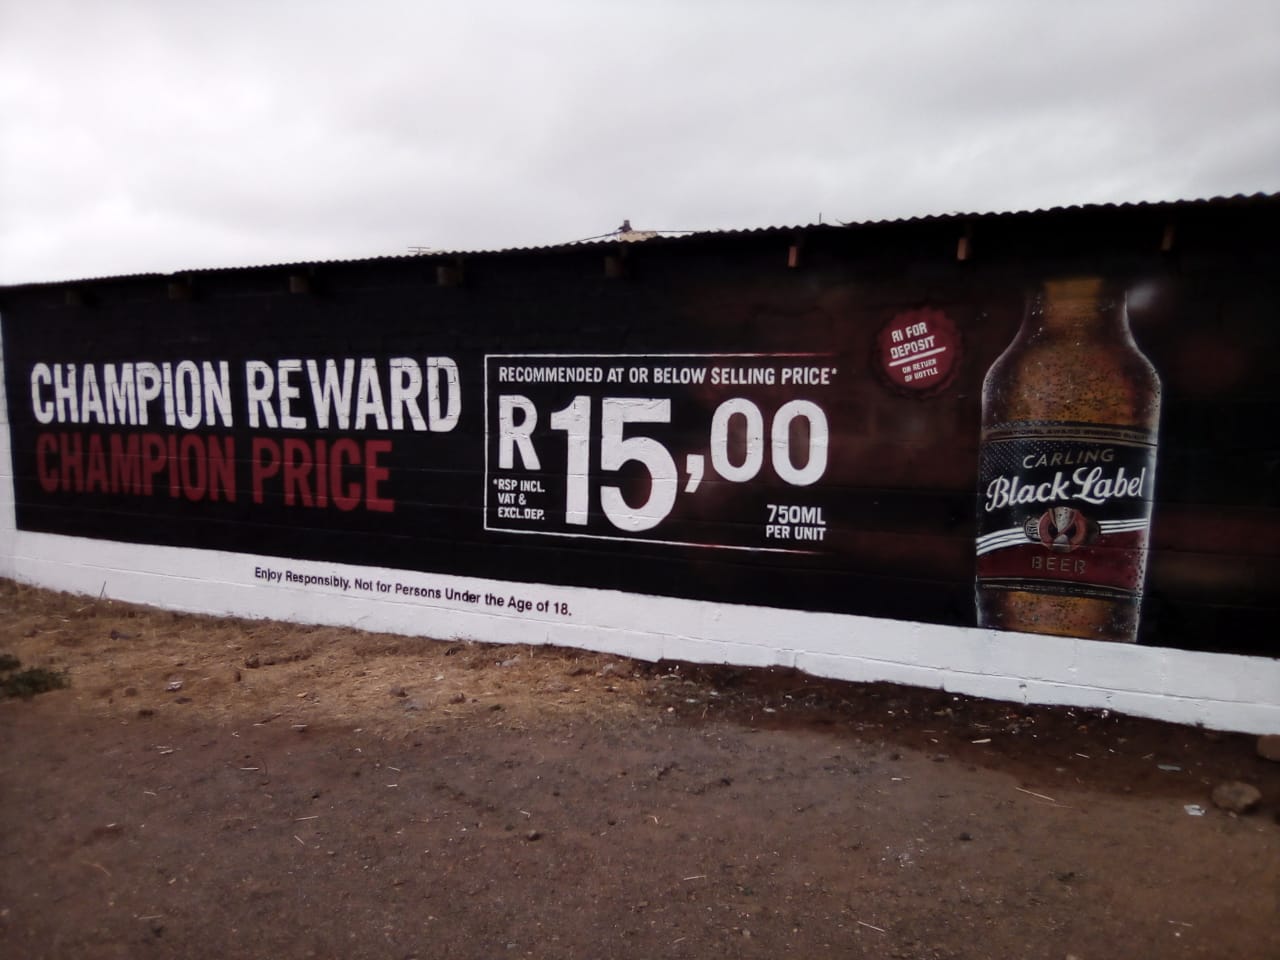 CHAMPION REWARD
CHAMPION PRICE
RECOMMENDED AT OR BELOW SELLING PRICE*
R15,00
*RSP INCL.
VAT &
EXCL.DEP.
750ML
PER UNIT
R1 FOR
DEPOSIT
ON RETURN
OF BOTTLE
CARLING
Black Label
BEER
Enjoy Responsibly. Not for Persons Under the Age of 18.